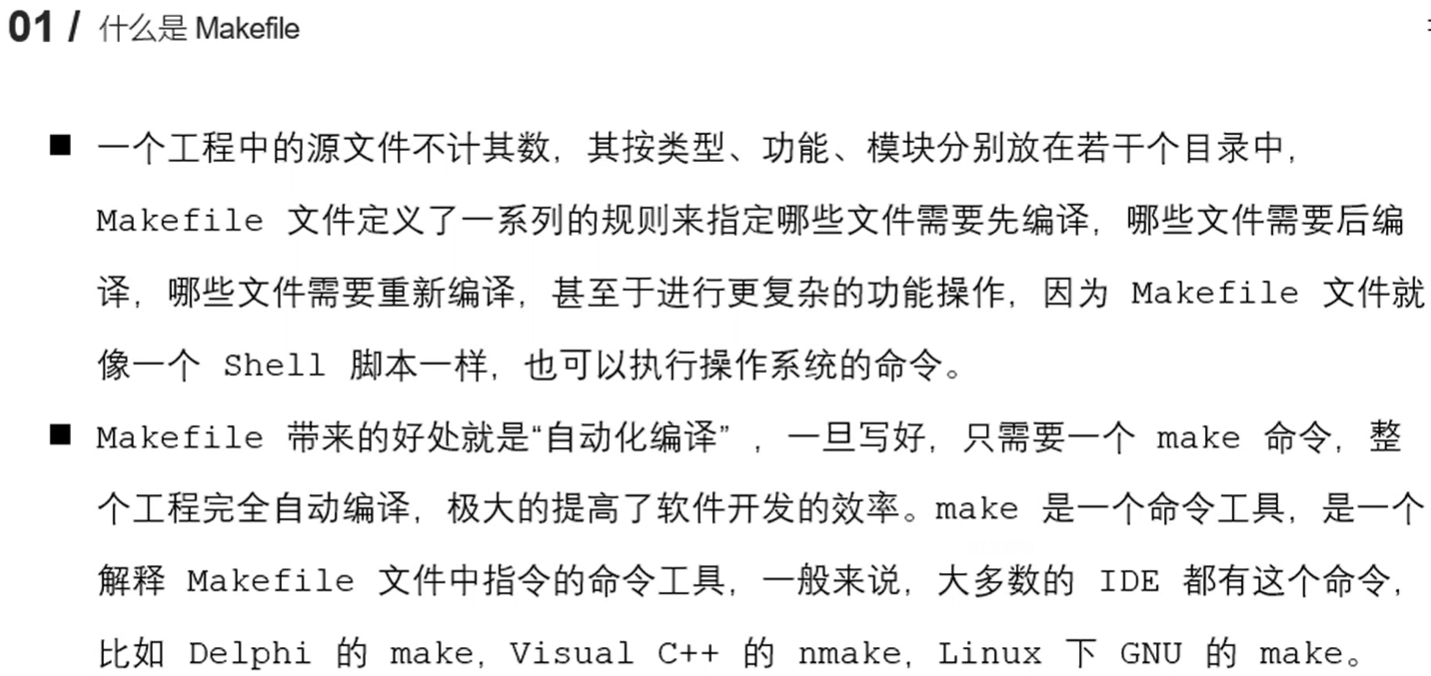 01 / 什么是 Makefile
■ 一个工程中的源文件不计其数，其按类型、功能、模块分别放在若干个目录中，
Makefile 文件定义了一系列的规则来指定哪些文件需要先编译，哪些文件需要后编
译，哪些文件需要重新编译，甚至于进行更复杂的功能操作，因为 Makefile 文件就
像一个 Shell 脚本一样，也可以执行操作系统的命令。
■ Makefile 带来的好处就是“自动化编译” ，一旦写好，只需要一个 make 命令，整
个工程完全自动编译，极大的提高了软件开发的效率。make 是一个命令工具，是一个
解释 Makefile 文件中指令的命令工具，一般来说，大多数的 IDE 都有这个命令，
比如 Delphi 的 make，Visual C++ 的 nmake，Linux 下 GNU 的 make。